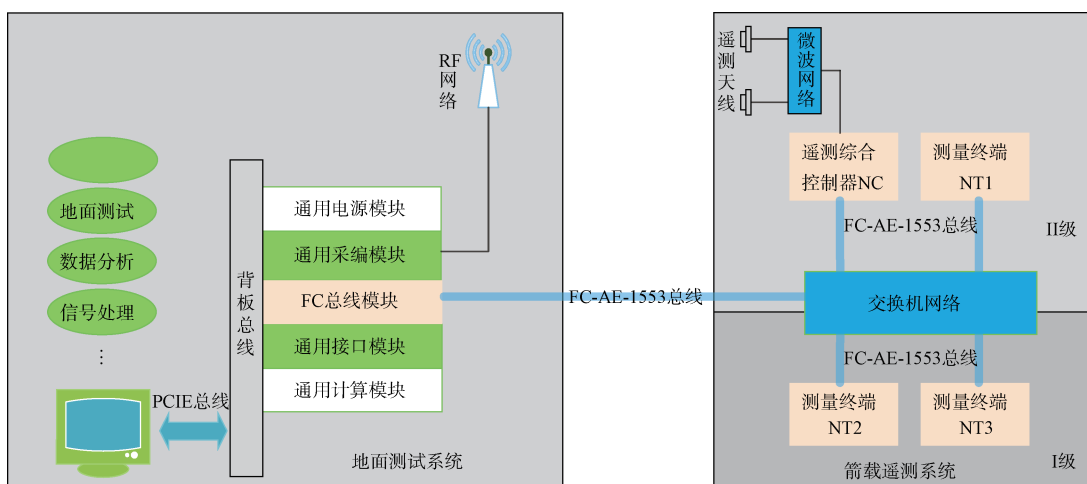 RF
网
络
地面测试
数据分析
信号处理
⋮
PCIE总线
背
板
总
线
通用电源模块
通用采编模块
FC总线模块
通用接口模块
通用计算模块
地面测试系统
FC-AE-1553总线
遥
测
天
线
微
波
网
络
遥测综合
控制器NC
测量终端
NT1
FC-AE-1553总线
II级
交换机网络
FC-AE-1553总线
测量终端
NT2
测量终端
NT3
箭载遥测系统
I级